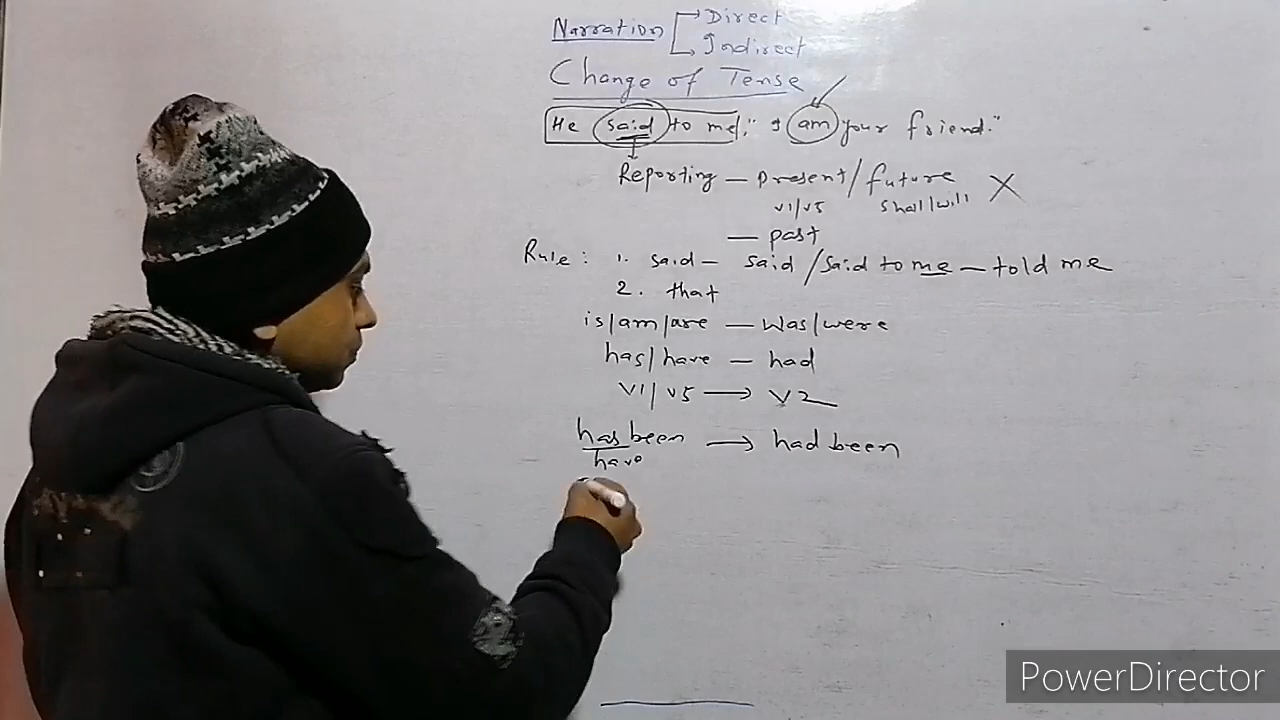 Narration Direct
Indirect
Change of Tense
He said to me, " I am your friend."
Reporting — Present/future X
V1/V5 shall/will
— past
Rule: 1. said — said/said to me — told me
2. that
is/am/are — was/were
has/have — had
V1/V5 → V2
has been → had been
have
PowerDirector